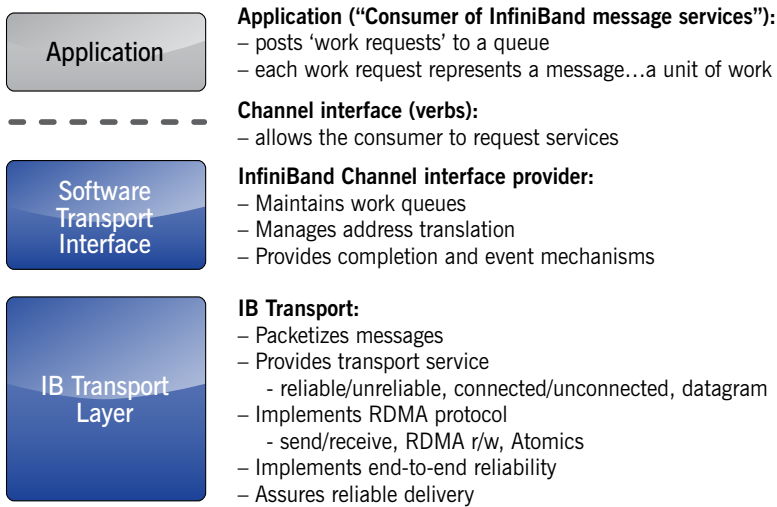 Application
Application (“Consumer of InfiniBand message services”):
– posts ‘work requests’ to a queue
– each work request represents a message…a unit of work
Channel interface (verbs):
– allows the consumer to request services
Software
Transport
Interface
InfiniBand Channel interface provider:
– Maintains work queues
– Manages address translation
– Provides completion and event mechanisms
IB Transport
Layer
IB Transport:
– Packetizes messages
– Provides transport service
- reliable/unreliable, connected/unconnected, datagram
– Implements RDMA protocol
- send/receive, RDMA r/w, Atomics
– Implements end-to-end reliability
– Assures reliable delivery